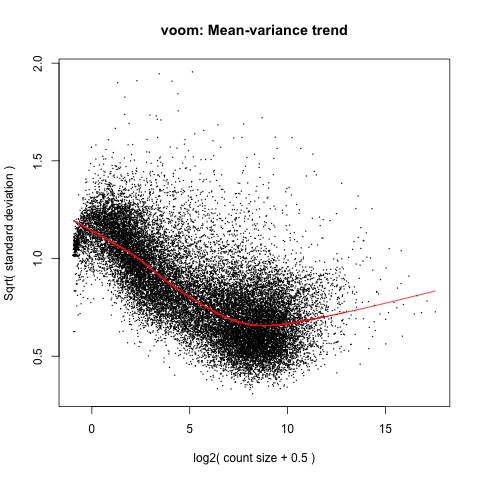 voom: Mean-variance trend
2.0
1.5
1.0
0.5
Sqrt( standard deviation )
0 5 10 15
log2( count size + 0.5 )